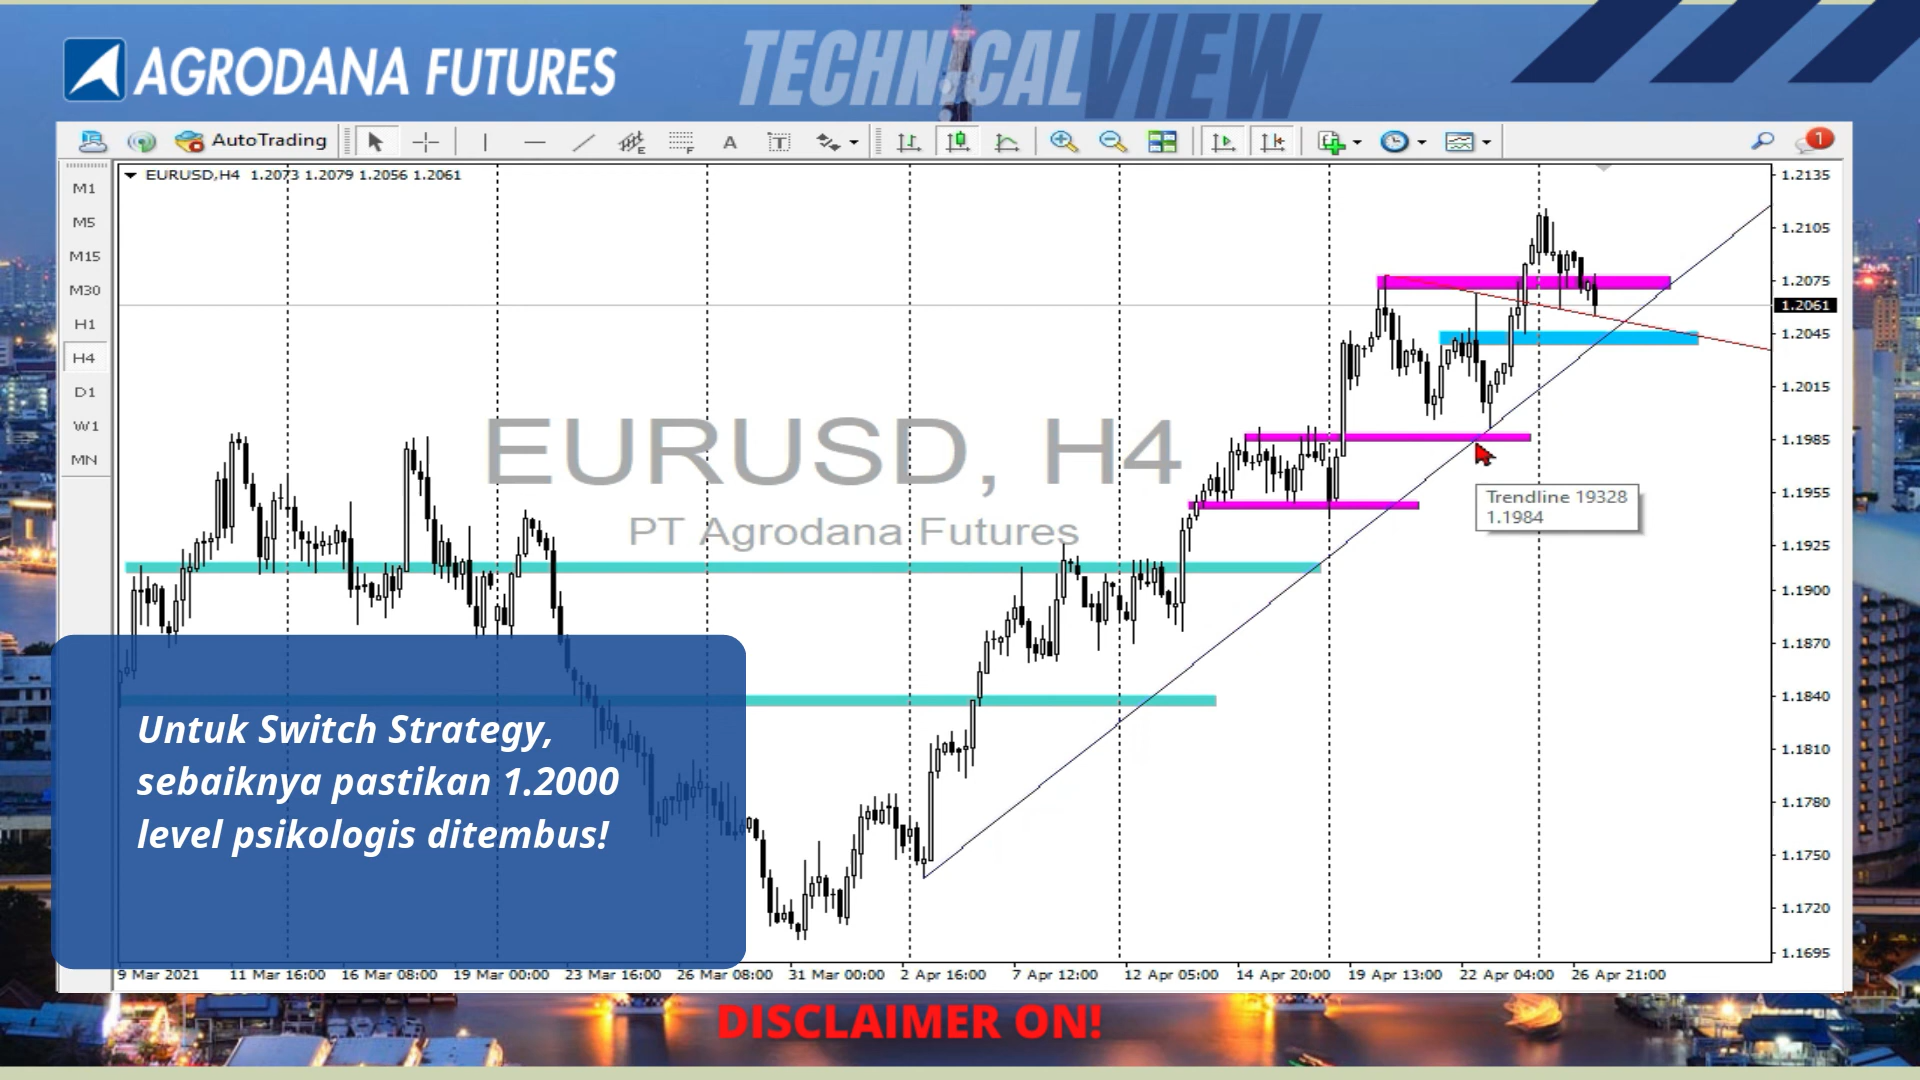 AGRODANA FUTURES
TECHNICAL VIEW
AutoTrading
E
F
A
T
1
M1
M5
M15
M30
H1
H4
D1
W1
MN
EURUSD,H4 1.2073 1.2079 1.2056 1.2061
1.2135
1.2105
1.2075
1.2061
1.2045
1.2015
1.1985
1.1955
1.1925
1.1900
1.1870
1.1840
1.1810
1.1780
1.1750
1.1720
1.1695
EURUSD, H4
PT Agrodana Futures
Trendline 19328
1.1984
Untuk Switch Strategy,
sebaiknya pastikan 1.2000
level psikologis ditembus!
9 Mar 2021 11 Mar 16:00 16 Mar 08:00 19 Mar 00:00 23 Mar 16:00 26 Mar 08:00 31 Mar 00:00 2 Apr 16:00 7 Apr 12:00 12 Apr 05:00 14 Apr 20:00 19 Apr 13:00 22 Apr 04:00 26 Apr 21:00
DISCLAIMER ON!